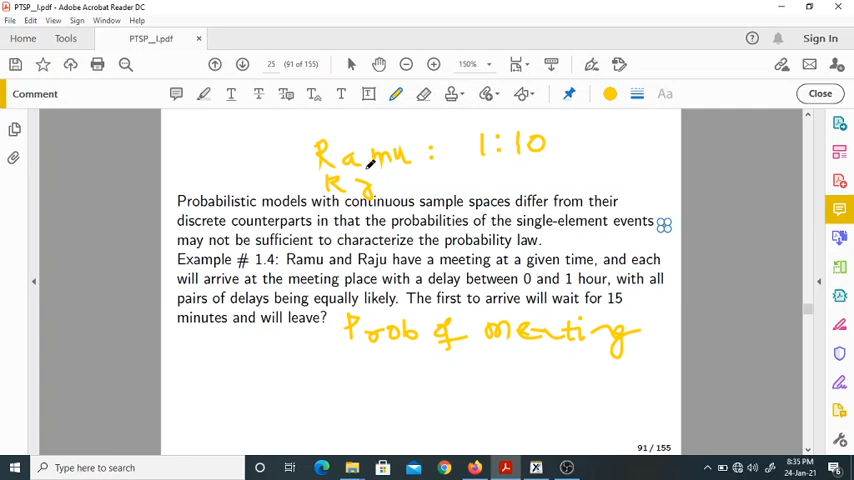 PTSP__I.pdf - Adobe Acrobat Reader DC
File Edit View Sign Window Help
Home Tools PTSP__I.pdf × Sign In
25 (91 of 155) 150%
Comment T T T Aa Close
Ramu : 1:10
Probabilistic models with continuous sample spaces differ from their
discrete counterparts in that the probabilities of the single-element events
may not be sufficient to characterize the probability law.
Example # 1.4: Ramu and Raju have a meeting at a given time, and each
will arrive at the meeting place with a delay between 0 and 1 hour, with all
pairs of delays being equally likely. The first to arrive will wait for 15
minutes and will leave?
Prob of meeting
91 / 155
Type here to search
8:35 PM
24-Jan-21